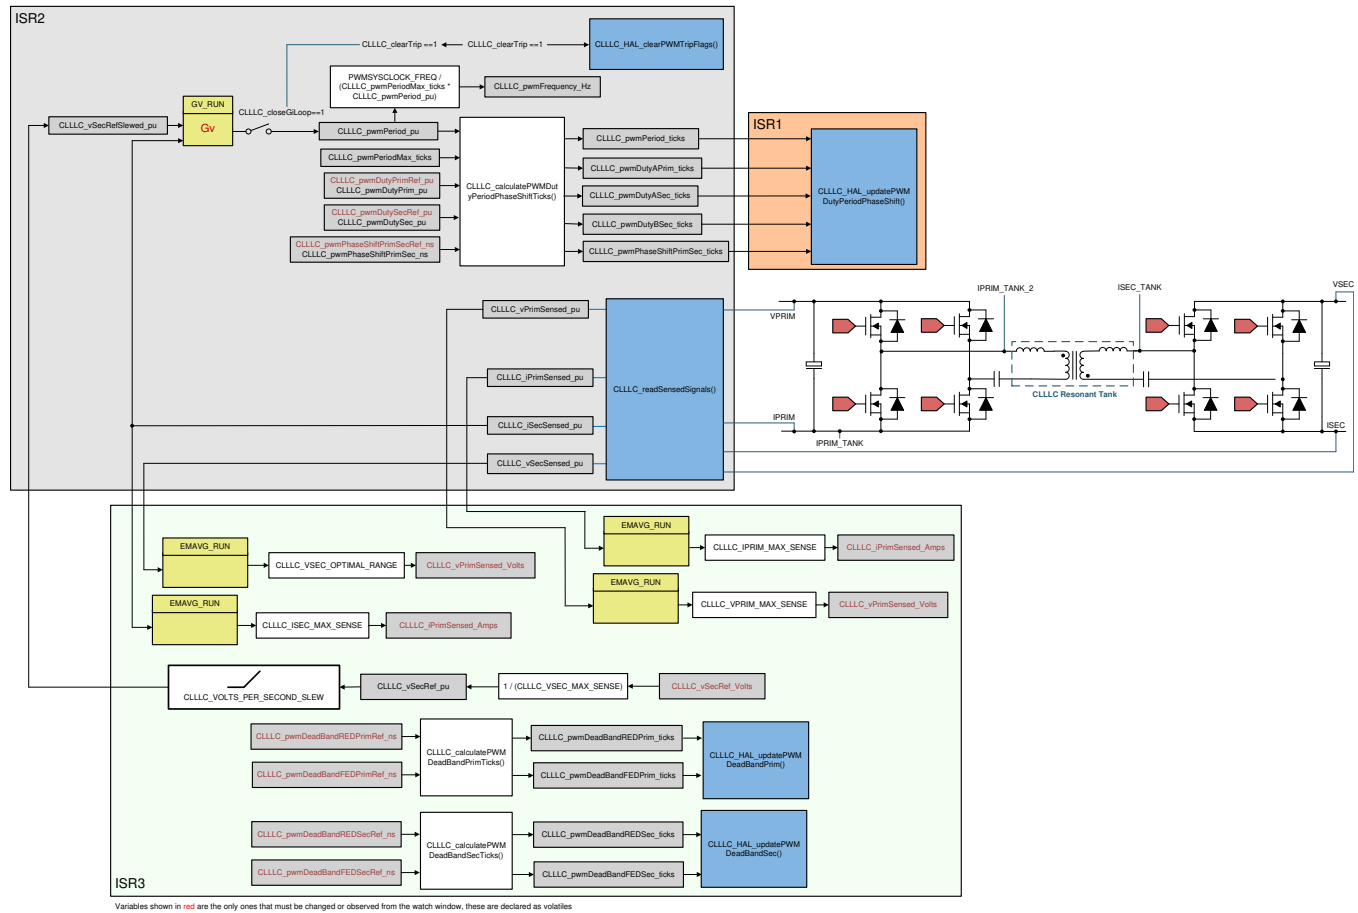 ISR2
CLLLC_clearTrip ==1
CLLLC_clearTrip ==1
CLLLC_HAL_clearPWMTripFlags()
PWMSYSCLOCK_FREQ /
(CLLLC_pwmPeriodMax_ticks *
CLLLC_pwmPeriod_pu)
CLLLC_pwmFrequency_Hz
GV_RUN
Gv
CLLLC_closeGiLoop==1
CLLLC_vSecRefSlewed_pu
CLLLC_pwmPeriod_pu
CLLLC_pwmPeriodMax_ticks
CLLLC_pwmDutyPrimRef_pu
CLLLC_pwmDutyPrim_pu
CLLLC_pwmDutySecRef_pu
CLLLC_pwmDutySec_pu
CLLLC_pwmPhaseShiftPrimSecRef_ns
CLLLC_pwmPhaseShiftPrimSec_ns
CLLLC_calculatePWMDut
yPeriodPhaseShiftTicks()
CLLLC_pwmPeriod_ticks
CLLLC_pwmDutyAPrim_ticks
CLLLC_pwmDutyASec_ticks
CLLLC_pwmDutyBSec_ticks
CLLLC_pwmPhaseShiftPrimSec_ticks
ISR1
CLLLC_HAL_updatePWM
DutyPeriodPhaseShift()
CLLLC_vPrimSensed_pu
CLLLC_iPrimSensed_pu
CLLLC_iSecSensed_pu
CLLLC_vSecSensed_pu
CLLLC_readSensedSignals()
VPRIM
IPRIM
IPRIM_TANK
IPRIM_TANK_2
ISEC_TANK
VSEC
ISEC
CLLLC Resonant Tank
EMAVG_RUN
CLLLC_IPRIM_MAX_SENSE
CLLLC_iPrimSensed_Amps
EMAVG_RUN
CLLLC_VSEC_OPTIMAL_RANGE
CLLLC_vPrimSensed_Volts
EMAVG_RUN
CLLLC_VPRIM_MAX_SENSE
CLLLC_vPrimSensed_Volts
EMAVG_RUN
CLLLC_ISEC_MAX_SENSE
CLLLC_iPrimSensed_Amps
CLLLC_VOLTS_PER_SECOND_SLEW
CLLLC_vSecRef_pu
1 / (CLLLC_VSEC_MAX_SENSE)
CLLLC_vSecRef_Volts
CLLLC_pwmDeadBandREDPrimRef_ns
CLLLC_pwmDeadBandFEDPrimRef_ns
CLLLC_calculatePWM
DeadBandPrimTicks()
CLLLC_pwmDeadBandREDPrim_ticks
CLLLC_pwmDeadBandFEDPrim_ticks
CLLLC_HAL_updatePWM
DeadBandPrim()
CLLLC_pwmDeadBandREDSecRef_ns
CLLLC_pwmDeadBandFEDSecRef_ns
CLLLC_calculatePWM
DeadBandSecTicks()
CLLLC_pwmDeadBandREDSec_ticks
CLLLC_pwmDeadBandFEDSec_ticks
CLLLC_HAL_updatePWM
DeadBandSec()
ISR3
Variables shown in red are the only ones that must be changed or observed from the watch window, these are declared as volatiles